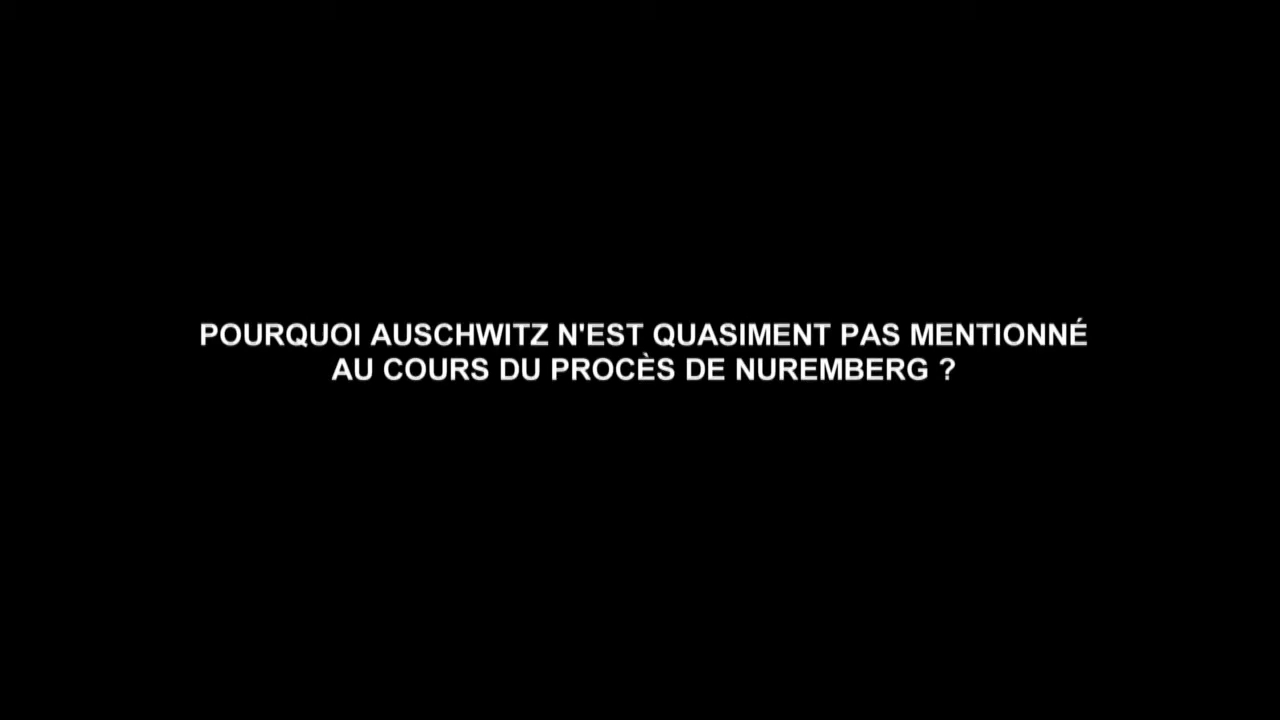 POURQUOI AUSCHWITZ N'EST QUASIMENT PAS MENTIONNÉ
AU COURS DU PROCÈS DE NUREMBERG ?